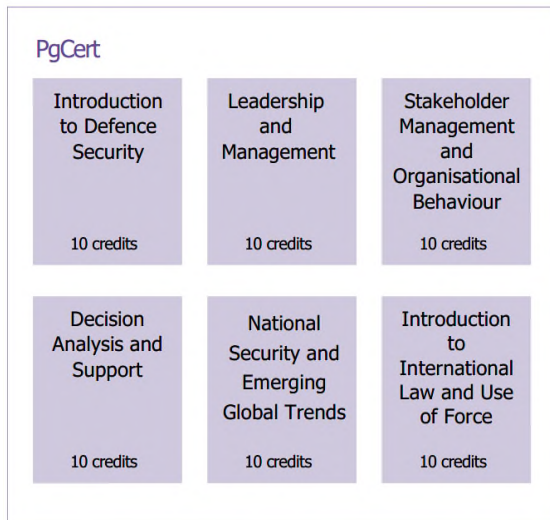 PgCert
Introduction
to Defence
Security
10 credits
Leadership
and
Management
10 credits
Stakeholder
Management
and
Organisational
Behaviour
10 credits
Decision
Analysis and
Support
10 credits
National
Security and
Emerging
Global Trends
10 credits
Introduction
to
International
Law and Use
of Force
10 credits